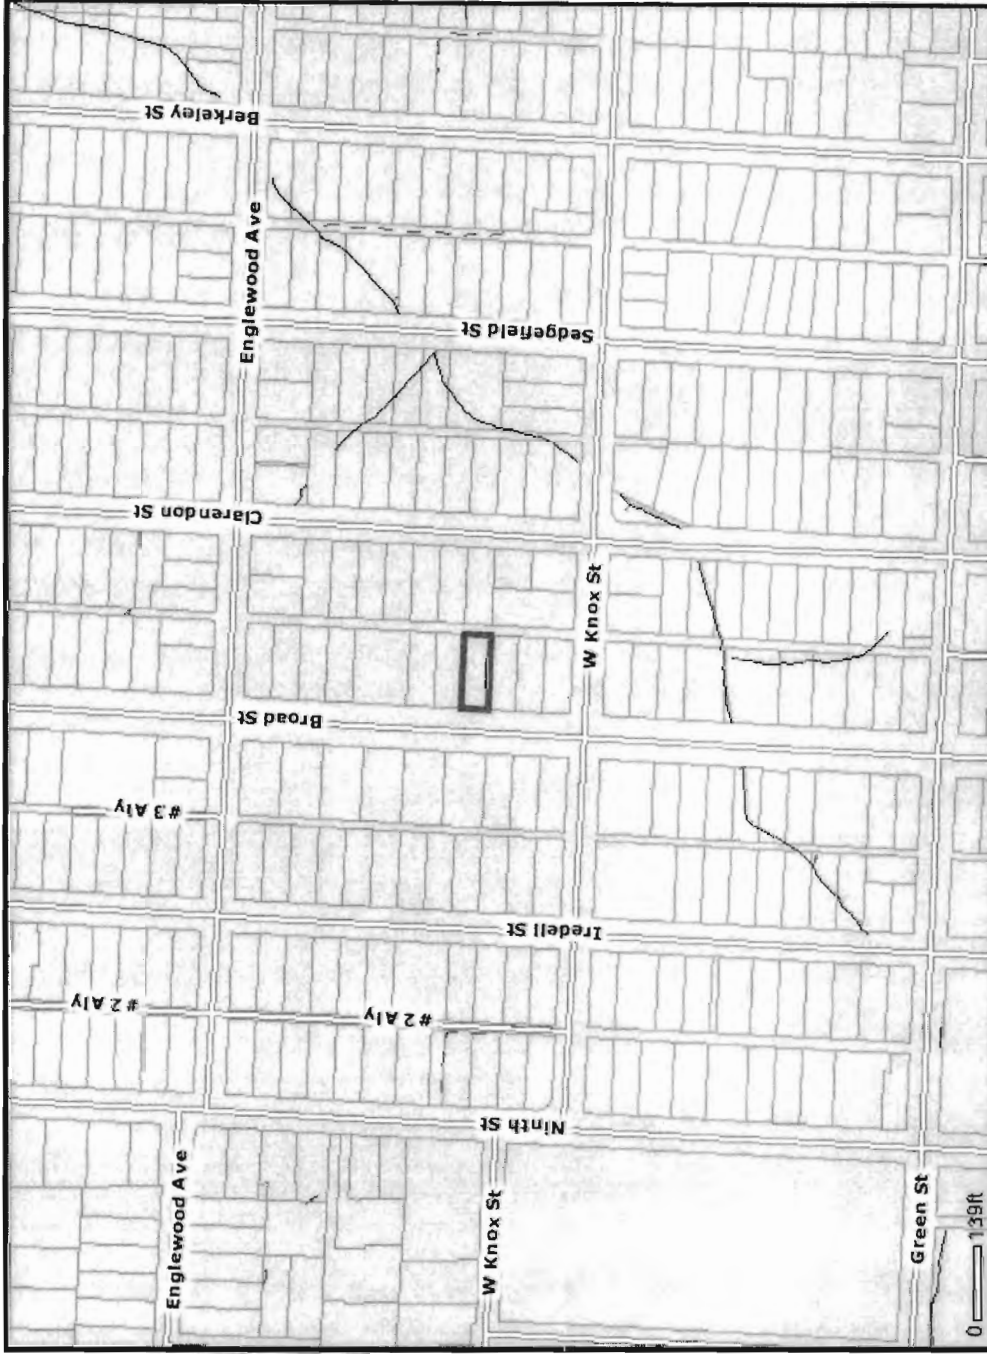 Berkeley St
Englewood Ave
Sedgefield St
Clarendon St
W Knox St
Broad St
#3 Aly
Iredell St
#2 Aly
#2 Aly
Ninth St
Englewood Ave
W Knox St
Green St
0 139ft